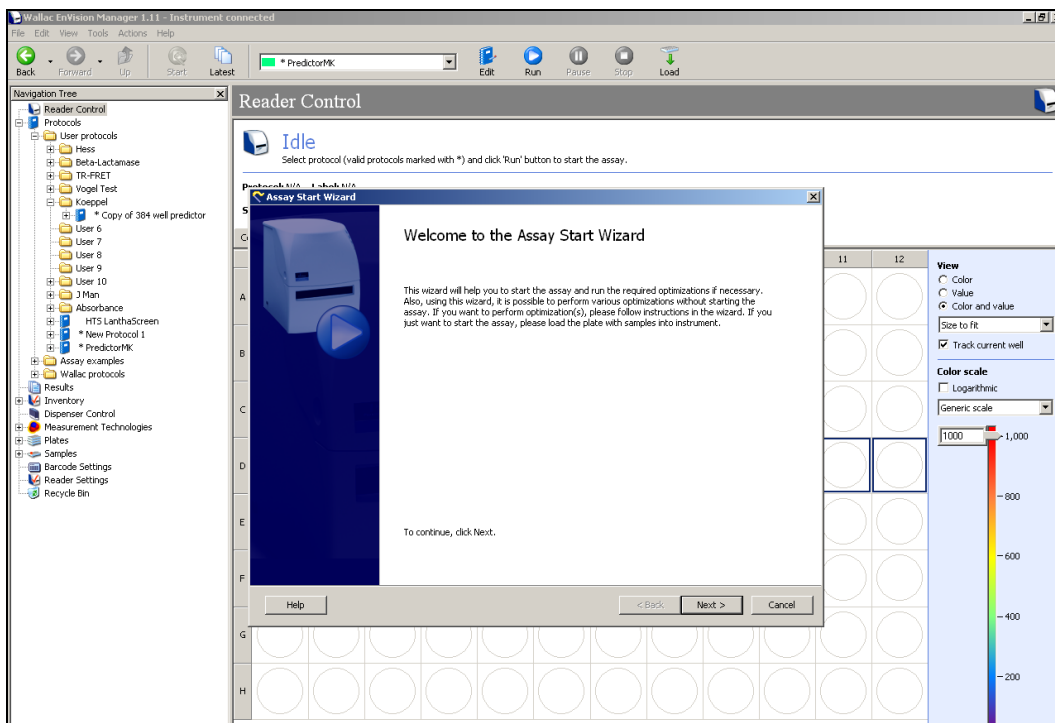 Wallac EnVision Manager 1.11 - Instrument connected
File Edit View Tools Actions Help
Back Forward Up Start Latest * PredictorMK Edit Run Pause Stop Load
Navigation Tree
Reader Control
Protocols
User protocols
Hess
Beta-Lactamase
TR-FRET
Vogel Test
Koeppel
* Copy of 384 well predictor
User 6
User 7
User 8
User 9
User 10
J Man
Absorbance
HTS LanthaScreen
* New Protocol 1
* PredictorMK
Assay examples
Wallac protocols
Results
Inventory
Dispenser Control
Measurement Technologies
Plates
Samples
Barcode Settings
Reader Settings
Recycle Bin
Reader Control
Idle
Select protocol (valid protocols marked with *) and click 'Run' button to start the assay.
Assay Start Wizard
Welcome to the Assay Start Wizard
This wizard will help you to start the assay and run the required optimizations if necessary.
Also, using this wizard, it is possible to perform various optimizations without starting the
assay. If you want to perform optimization(s), please follow instructions in the wizard. If you
just want to start the assay, please load the plate with samples into instrument.
To continue, click Next.
Help < Back Next > Cancel
11 12
A
B
C
D
E
F
G
H
View
Color
Value
Color and value
Size to fit
Track current well
Color scale
Logarithmic
Generic scale
1000 1,000
800
600
400
200